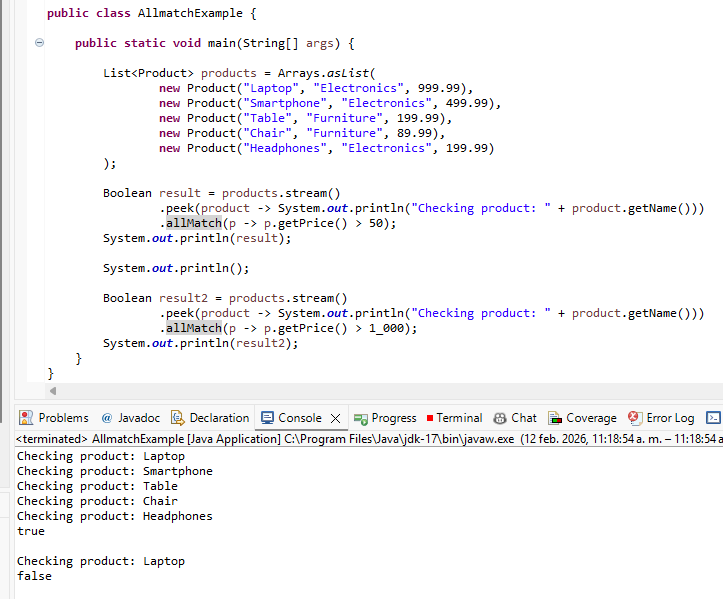 public class AllmatchExample {
public static void main(String[] args) {
List<Product> products = Arrays.asList(
new Product("Laptop", "Electronics", 999.99),
new Product("Smartphone", "Electronics", 499.99),
new Product("Table", "Furniture", 199.99),
new Product("Chair", "Furniture", 89.99),
new Product("Headphones", "Electronics", 199.99)
);
Boolean result = products.stream()
.peek(product -> System.out.println("Checking product: " + product.getName()))
.allMatch(p -> p.getPrice() > 50);
System.out.println(result);
System.out.println();
Boolean result2 = products.stream()
.peek(product -> System.out.println("Checking product: " + product.getName()))
.allMatch(p -> p.getPrice() > 1_000);
System.out.println(result2);
}
}
Problems @ Javadoc Declaration Console Progress Terminal Chat Coverage Error Log
<terminated> AllmatchExample [Java Application] C:\Program Files\Java\jdk-17\bin\javaw.exe (12 feb. 2026, 11:18:54 a. m. – 11:18:54 a
Checking product: Laptop
Checking product: Smartphone
Checking product: Table
Checking product: Chair
Checking product: Headphones
true
Checking product: Laptop
false